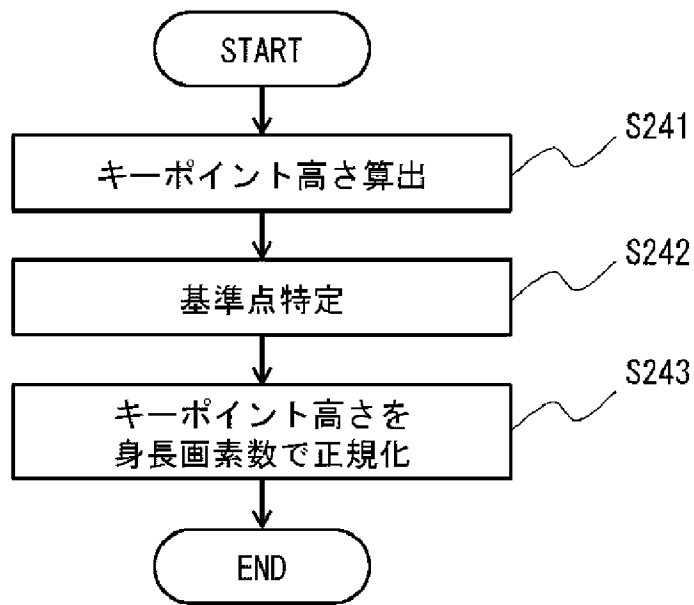 START
キーポイント高さ算出
S241
基準点特定
S242
キーポイント高さを
身長画素数で正規化
S243
END